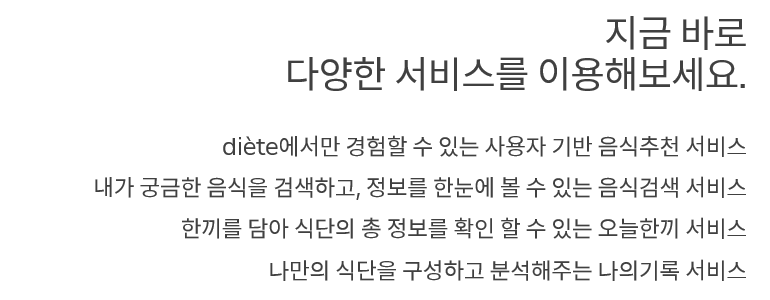 지금 바로
다양한 서비스를 이용해보세요.
diète에서만 경험할 수 있는 사용자 기반 음식추천 서비스
내가 궁금한 음식을 검색하고, 정보를 한눈에 볼 수 있는 음식검색 서비스
한끼를 담아 식단의 총 정보를 확인 할 수 있는 오늘한끼 서비스
나만의 식단을 구성하고 분석해주는 나의기록 서비스